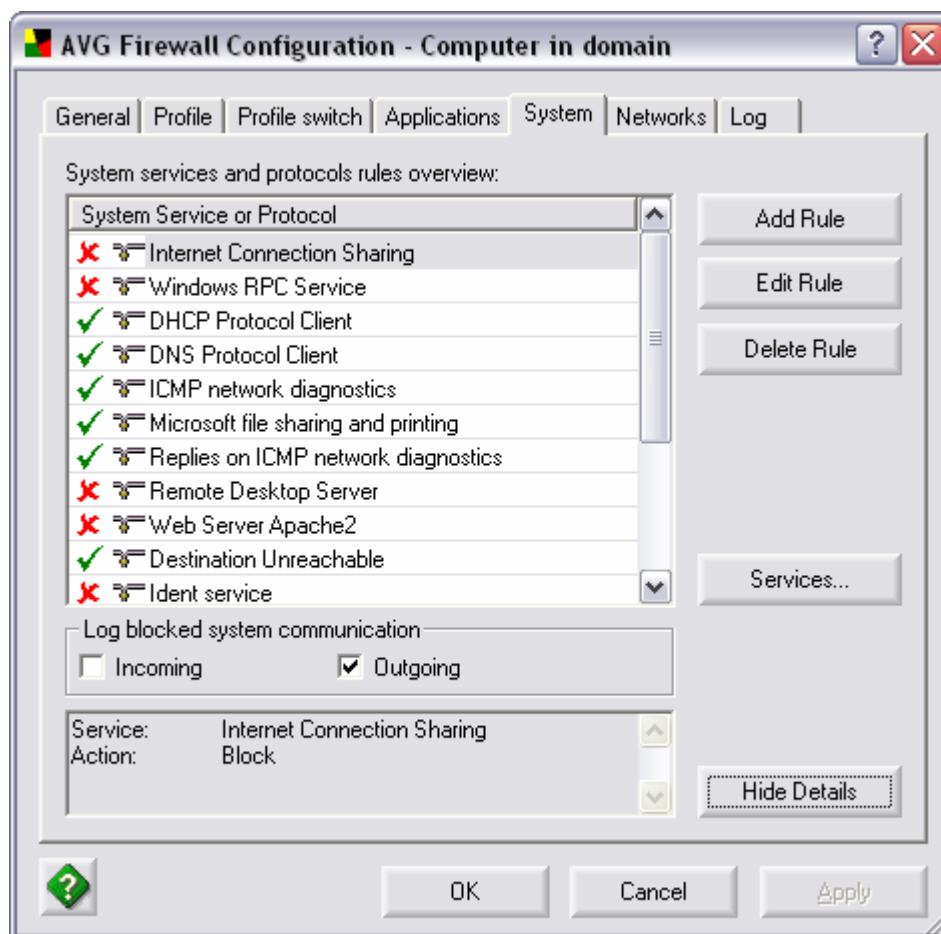 AVG Firewall Configuration - Computer in domain
General Profile Profile switch Applications System Networks Log
System services and protocols rules overview:
System Service or Protocol
Internet Connection Sharing
Windows RPC Service
DHCP Protocol Client
DNS Protocol Client
ICMP network diagnostics
Microsoft file sharing and printing
Replies on ICMP network diagnostics
Remote Desktop Server
Web Server Apache2
Destination Unreachable
Ident service
Add Rule
Edit Rule
Delete Rule
Services...
Log blocked system communication
Incoming Outgoing
Service: Internet Connection Sharing
Action: Block
Hide Details
OK Cancel Apply